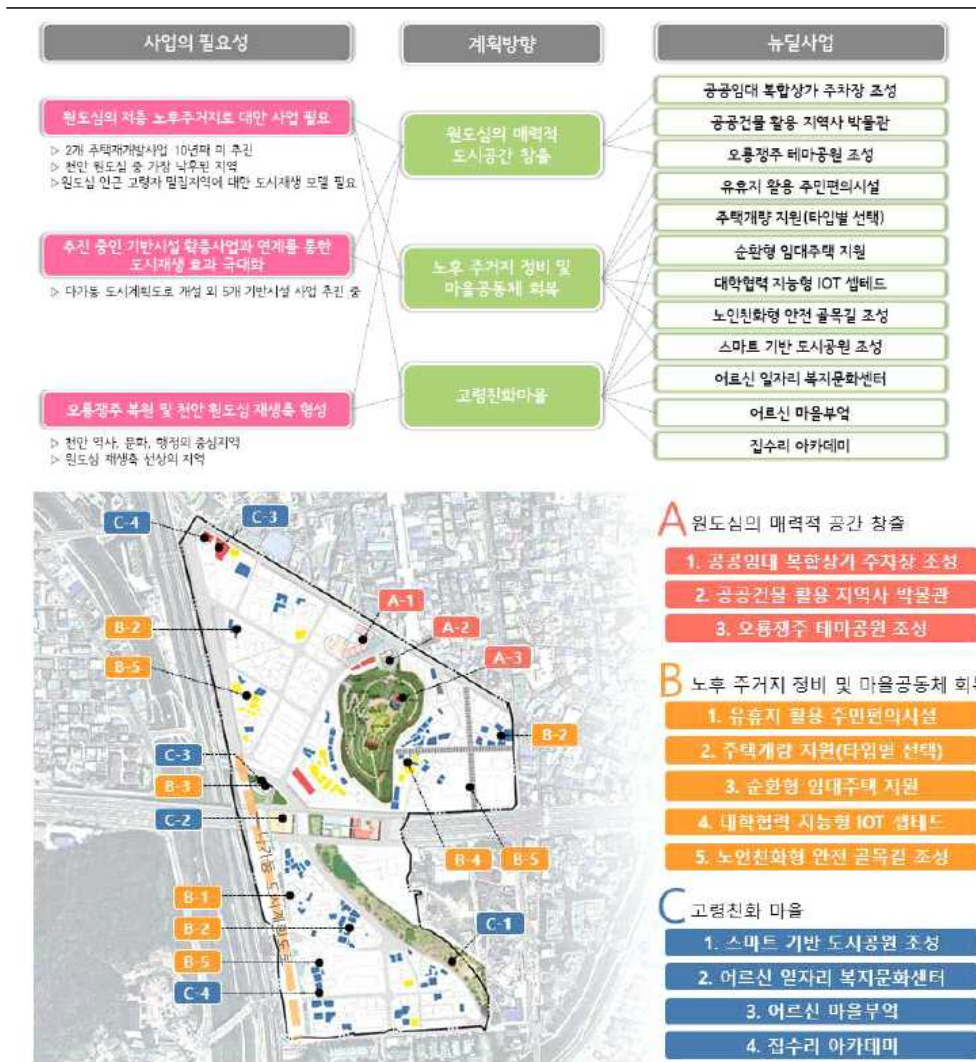 사업의 필요성
계획방향
뉴딜사업
원도심의 저층 노후주거지로 대안 사업 필요
▷ 2개 주택재개발사업 10년째 미 추진
▷ 천안 원도심 중 가장 낙후된 지역
▷원도심 인근 고령자 밀집지역에 대한 도시재생 모델 필요
추진 중인 기반시설 확충사업과 연계를 통한
도시재생 효과 극대화
▷ 다가동 도시계획도로 개설 외 5개 기반시설 사업 추진 중
오룡쟁주 복원 및 천안 원도심 재생축 형성
▷ 천안 역사, 문화, 행정의 중심지역
▷ 원도심 재생축 선상의 지역
원도심의 매력적
도시공간 창출
노후 주거지 정비 및
마을공동체 회복
고령친화마을
공공임대 복합상가 주차장 조성
공공건물 활용 지역사 박물관
오룡쟁주 테마공원 조성
유휴지 활용 주민편의시설
주택개량 지원(타입별 선택)
순환형 임대주택 지원
대학협력 지능형 IOT 셉테드
노인친화형 안전 골목길 조성
스마트 기반 도시공원 조성
어르신 일자리 복지문화센터
어르신 마을부엌
집수리 아카데미
C-4
C-3
A-1
B-2
A-2
A-3
B-5
B-2
C-3
B-3
C-2
B-4
B-5
다가동 도시계획도로
B-1
B-2
C-1
B-5
C-4
A 원도심의 매력적 공간 창출
1. 공공임대 복합상가 주차장 조성
2. 공공건물 활용 지역사 박물관
3. 오룡쟁주 테마공원 조성
B 노후 주거지 정비 및 마을공동체
1. 유휴지 활용 주민편의시설
2. 주택개량 지원(타입별 선택)
3. 순환형 임대주택 지원
4. 대학협력 지능형 IOT 셉테드
5. 노인친화형 안전 골목길 조성
C 고령친화 마을
1. 스마트 기반 도시공원 조성
2. 어르신 일자리 복지문화센터
3. 어르신 마을부엌
4. 집수리 아카데미